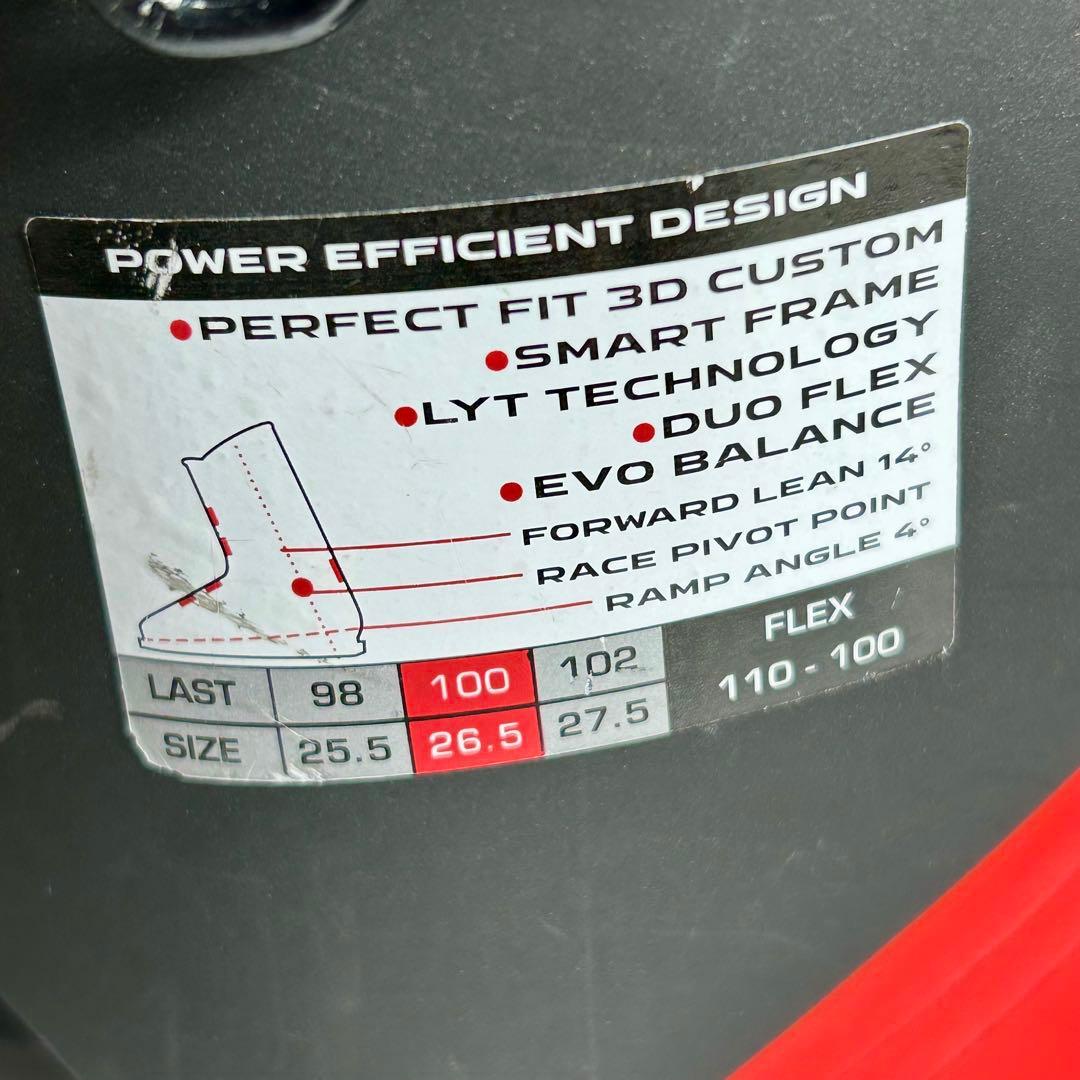 POWER EFFICIENT DESIGN
•PERFECT FIT 3D CUSTOM
•SMART FRAME
•LYT TECHNOLOGY
•DUO FLEX
•EVO BALANCE
FORWARD LEAN 14°
RACE PIVOT POINT
RAMP ANGLE 4°
LAST 98 100 102
SIZE 25.5 26.5 27.5
FLEX
110 - 100